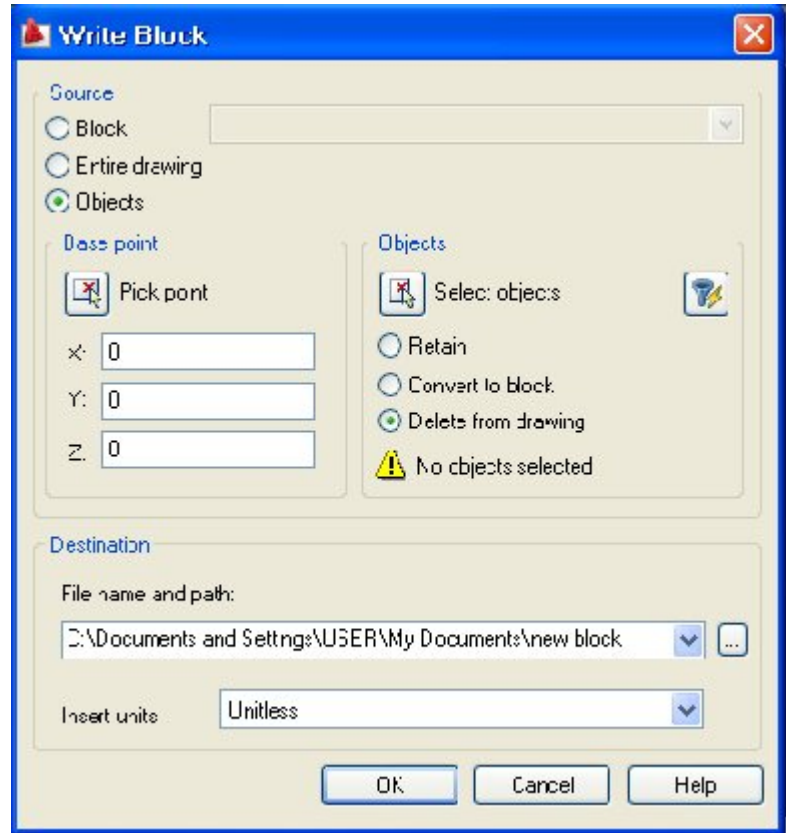 Write Block
Source
Block
Entire drawing
Objects
Base point
Pick point
X: 0
Y: 0
Z: 0
Objects
Select objects
Retain
Convert to block
Delete from drawing
No objects selected
Destination
File name and path:
C:\Documents and Settings\USER\My Documents\new block
...
Insert units
Unitless
OK
Cancel
Help